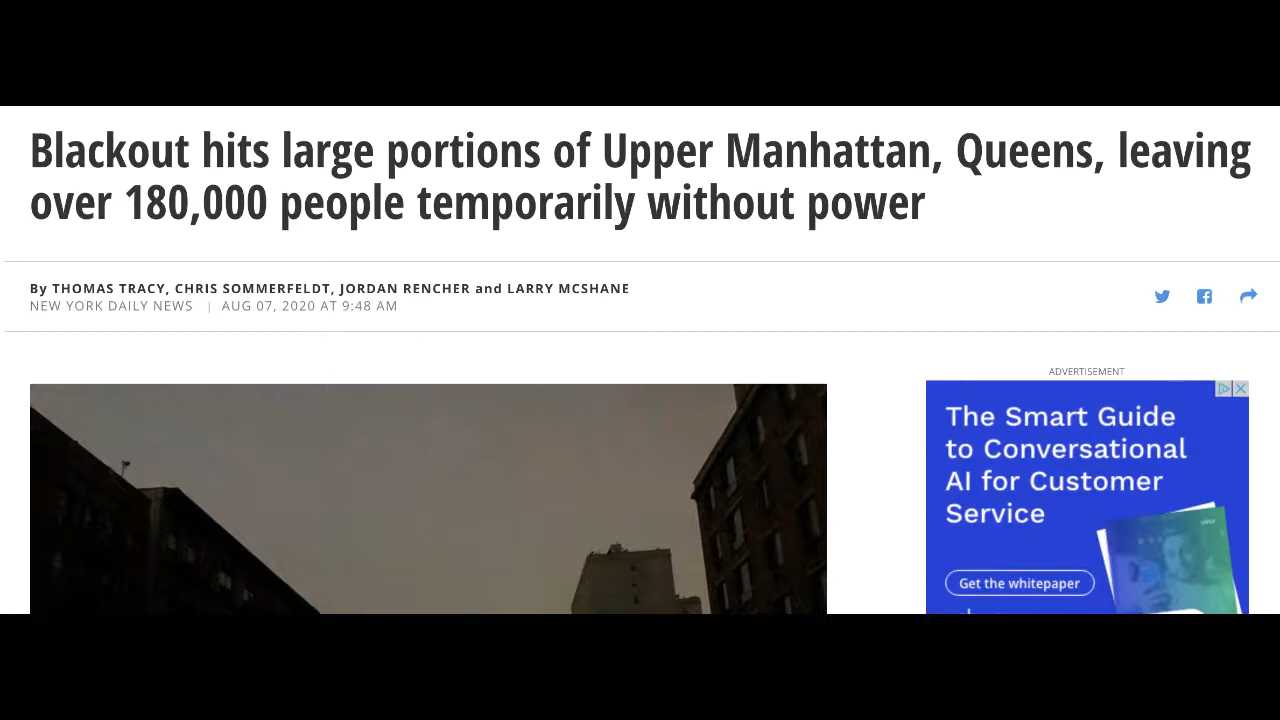 Blackout hits large portions of Upper Manhattan, Queens, leaving
over 180,000 people temporarily without power
By THOMAS TRACY, CHRIS SOMMERFELDT, JORDAN RENCHER and LARRY MCSHANE
NEW YORK DAILY NEWS | AUG 07, 2020 AT 9:48 AM
ADVERTISEMENT
The Smart Guide
to Conversational
AI for Customer
Service
Get the whitepaper